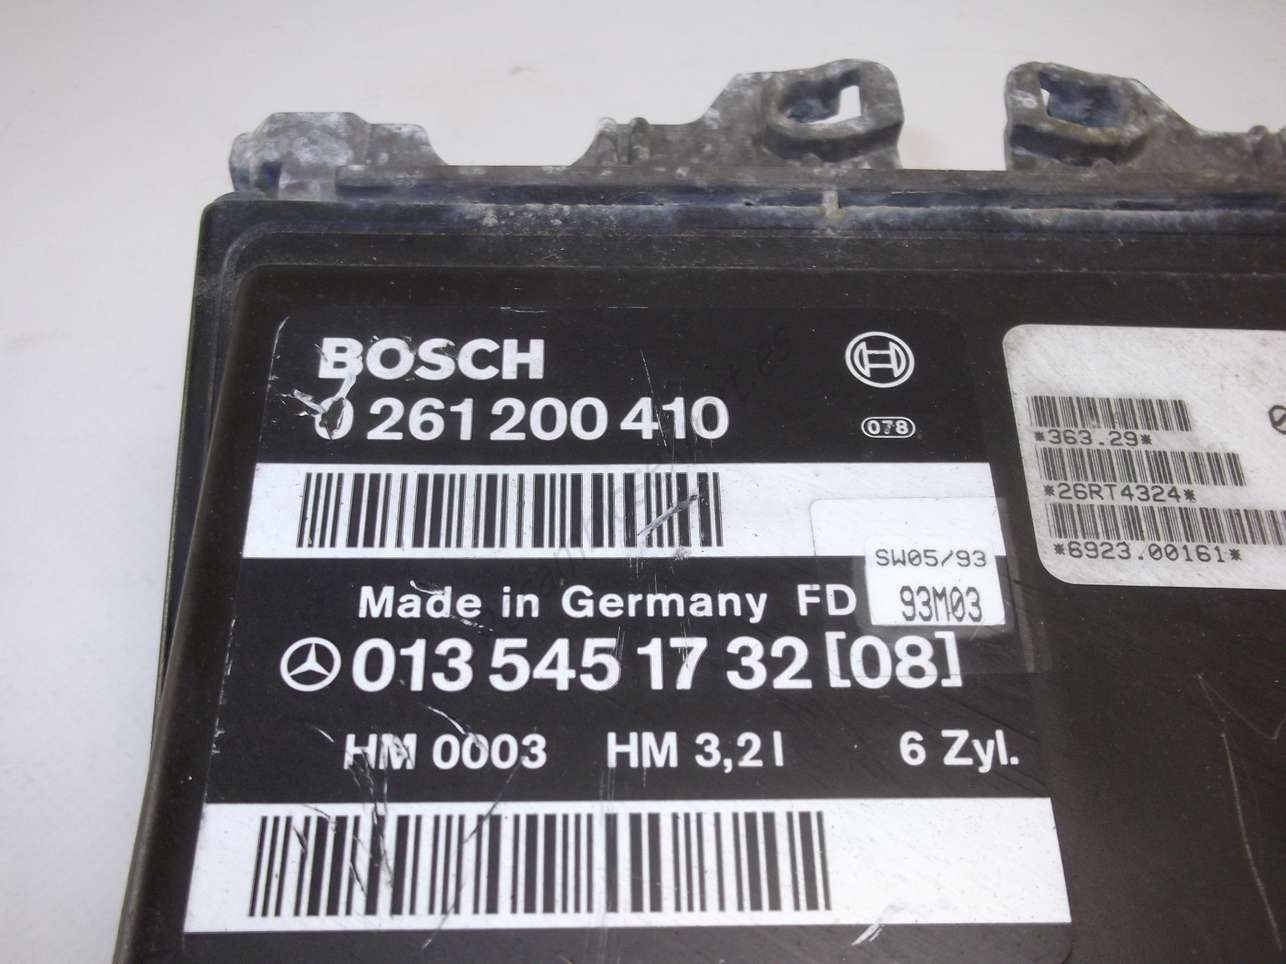 BOSCH
0 261 200 410
078
SW05/93
Made in Germany FD
93M03
013 545 17 32 [08]
HM 0003 HM 3,2 l 6 Zyl.
*363.29*
*26RT4324*
*6923.00161*